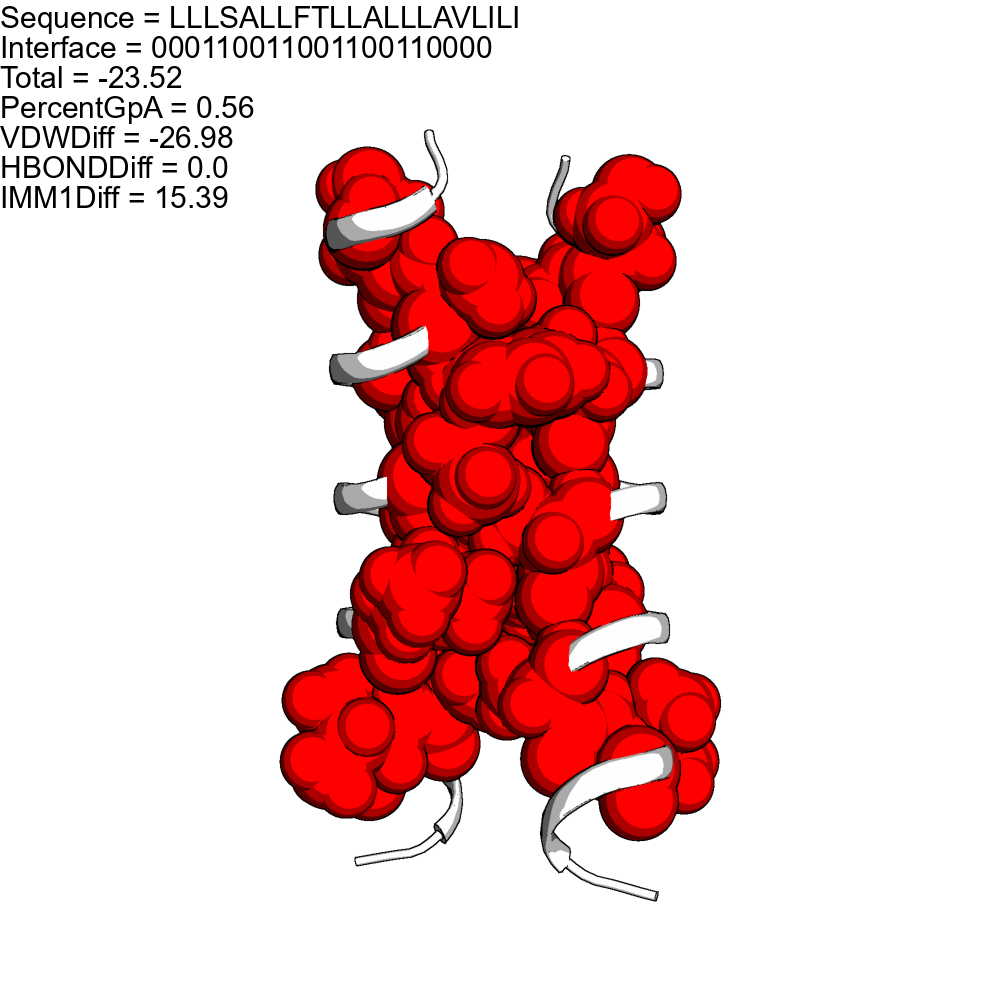 Sequence = LLLSALLFTLLALLLAVLILI
Interface = 000110011001100110000
Total = -23.52
PercentGpA = 0.56
VDWDiff = -26.98
HBONDDiff = 0.0
IMM1Diff = 15.39